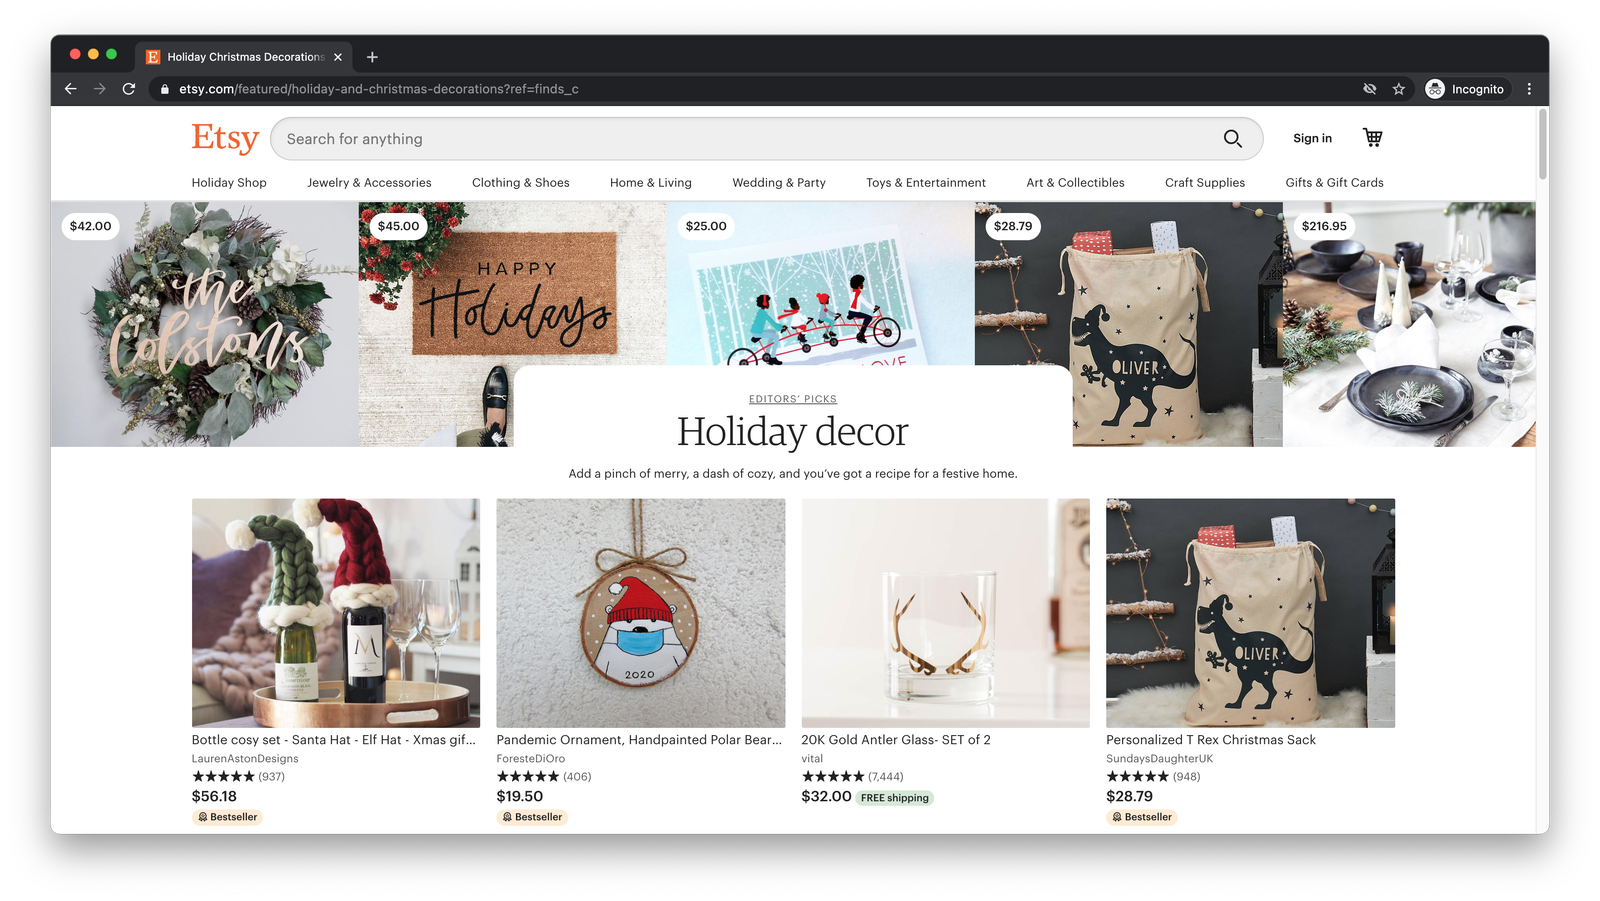 Holiday Christmas Decorations
etsy.com/featured/holiday-and-christmas-decorations?ref=finds_c
Incognito
Etsy
Search for anything
Sign in
Holiday Shop
Jewelry & Accessories
Clothing & Shoes
Home & Living
Wedding & Party
Toys & Entertainment
Art & Collectibles
Craft Supplies
Gifts & Gift Cards
$42.00
$45.00
$25.00
$28.79
$216.95
the
Colstons
HAPPY
Holidays
LOVE
OLIVER
EDITORS' PICKS
Holiday decor
Add a pinch of merry, a dash of cozy, and you've got a recipe for a festive home.
M
2020
OLIVER
Bottle cosy set - Santa Hat - Elf Hat - Xmas gif...
LaurenAstonDesigns
★★★★★ (937)
$56.18
Bestseller
Pandemic Ornament, Handpainted Polar Bear...
ForesteDiOro
★★★★★ (406)
$19.50
Bestseller
20K Gold Antler Glass- SET of 2
vital
★★★★★ (7,444)
$32.00 FREE shipping
Personalized T Rex Christmas Sack
SundaysDaughterUK
★★★★★ (948)
$28.79
Bestseller